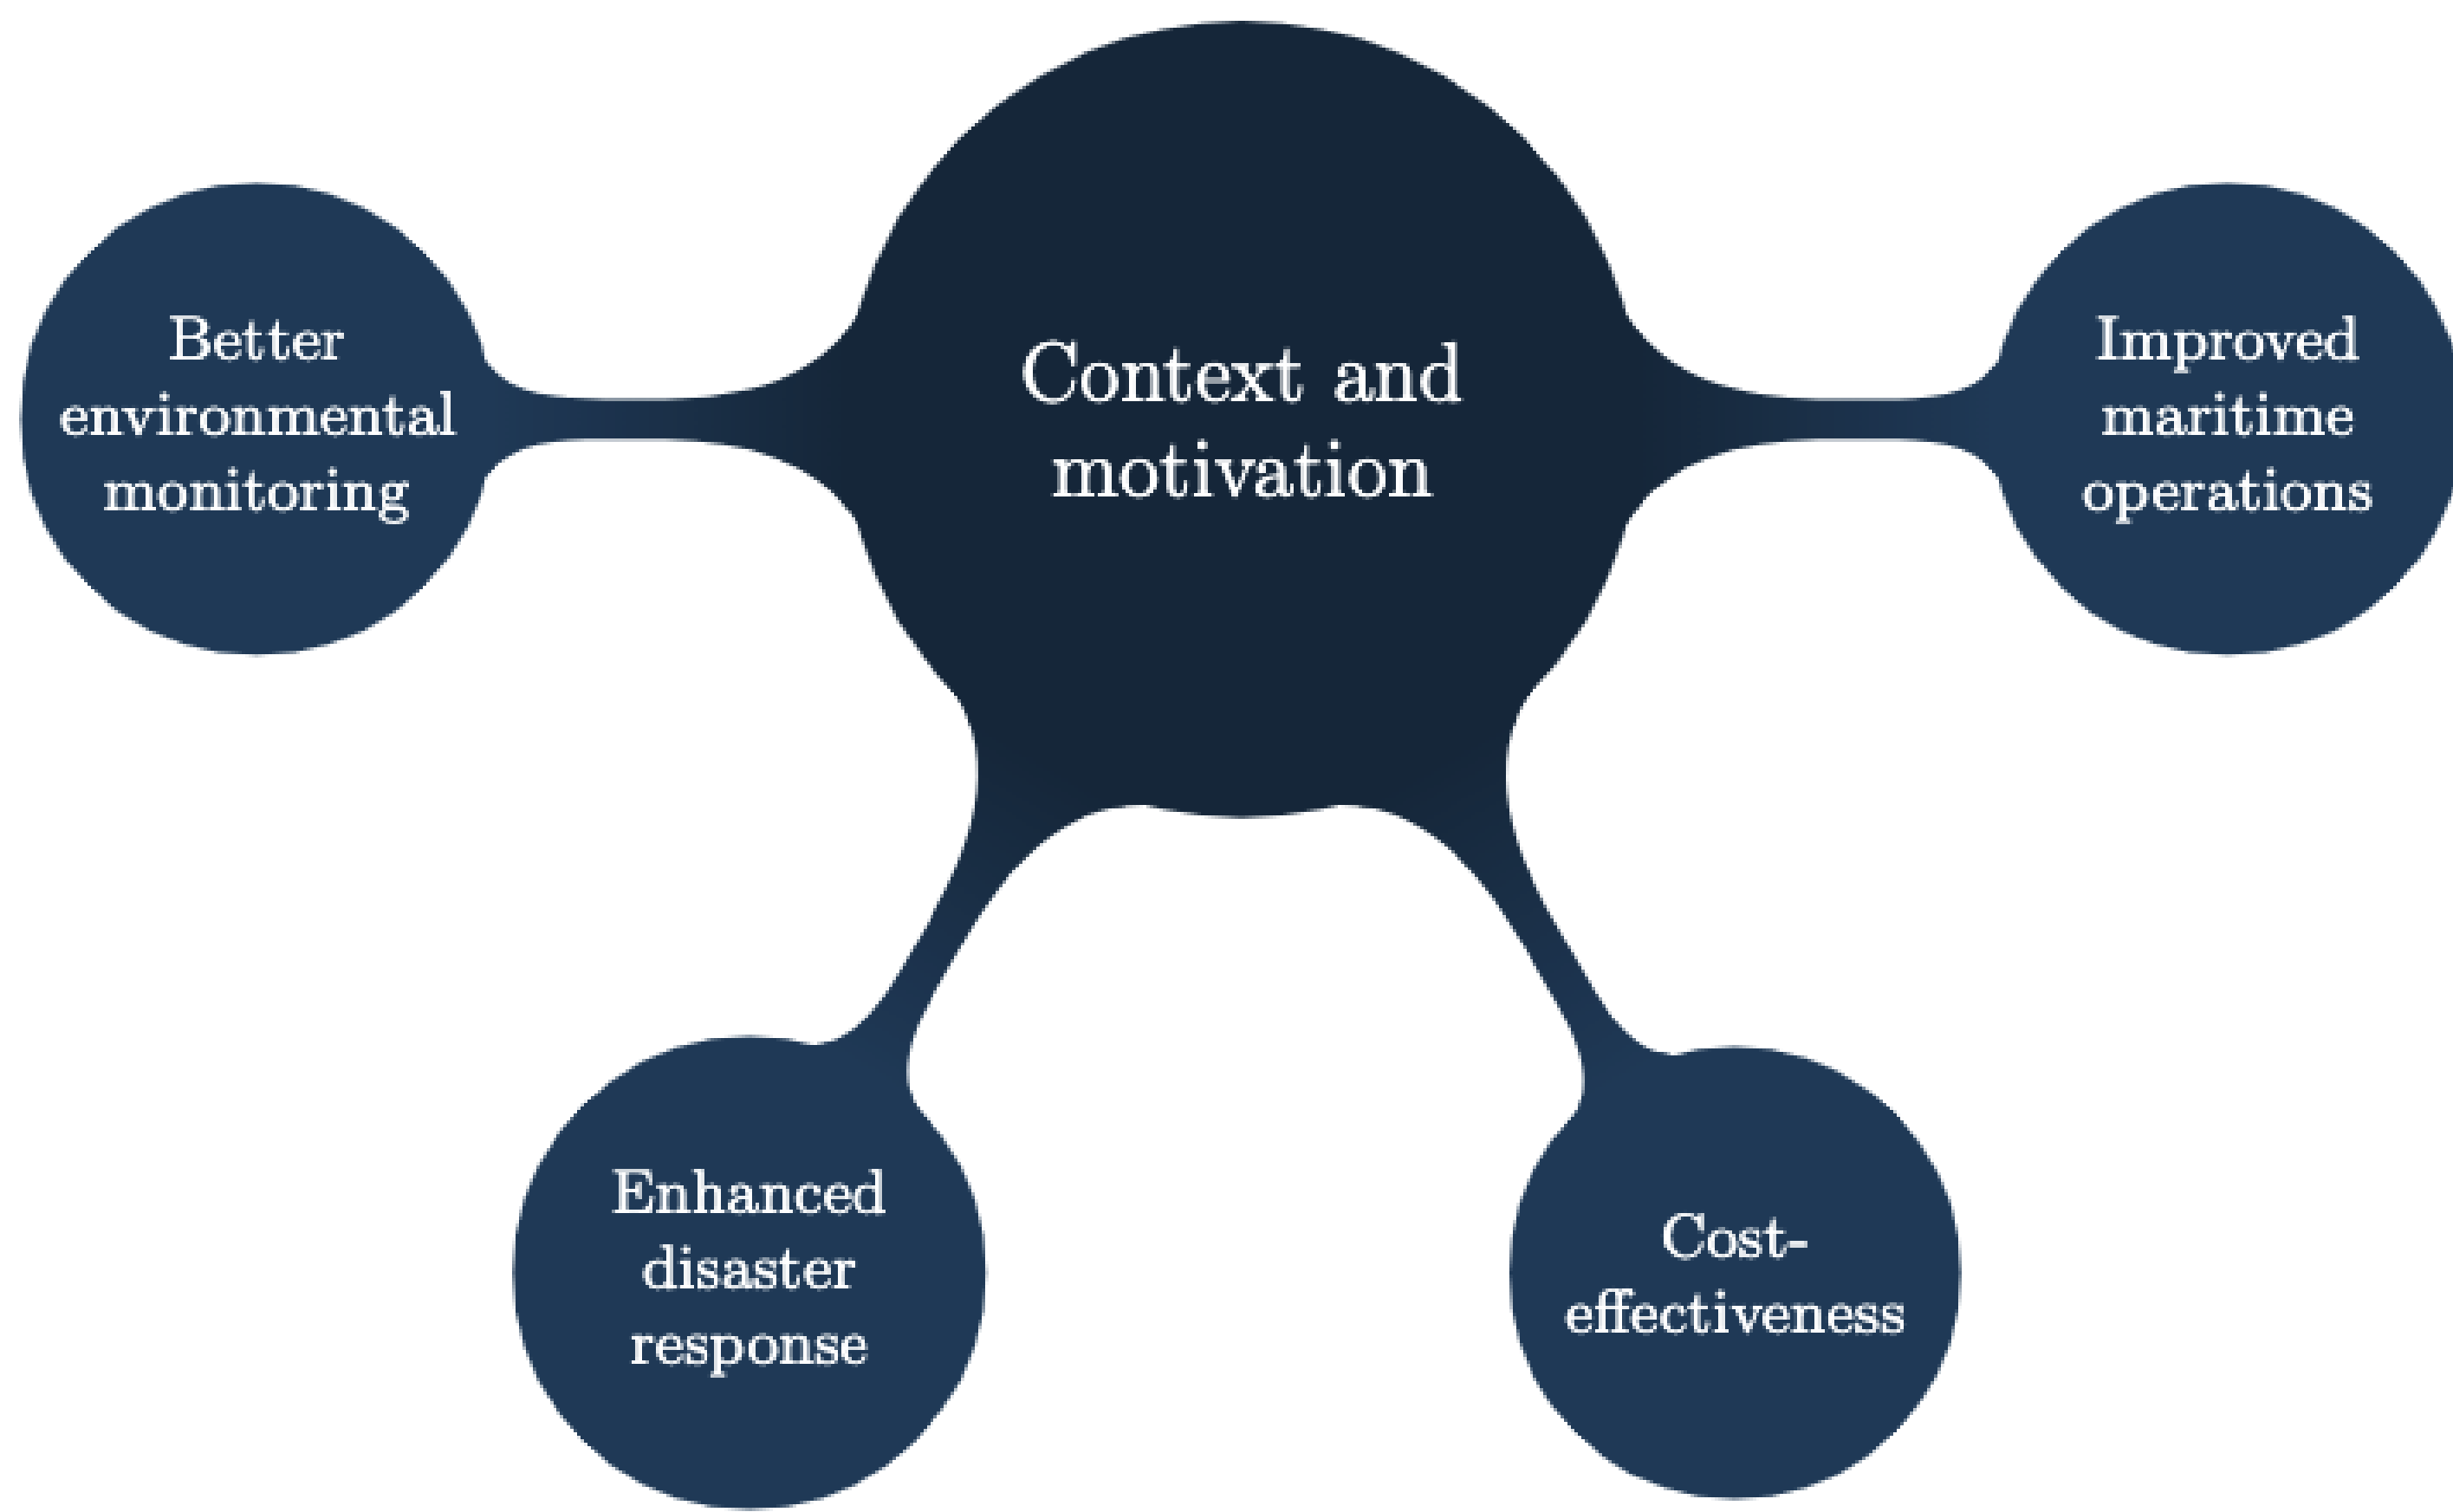 Context and
motivation
Better
environmental
monitoring
Improved
maritime
operations
Enhanced
disaster
response
Cost-
effectiveness